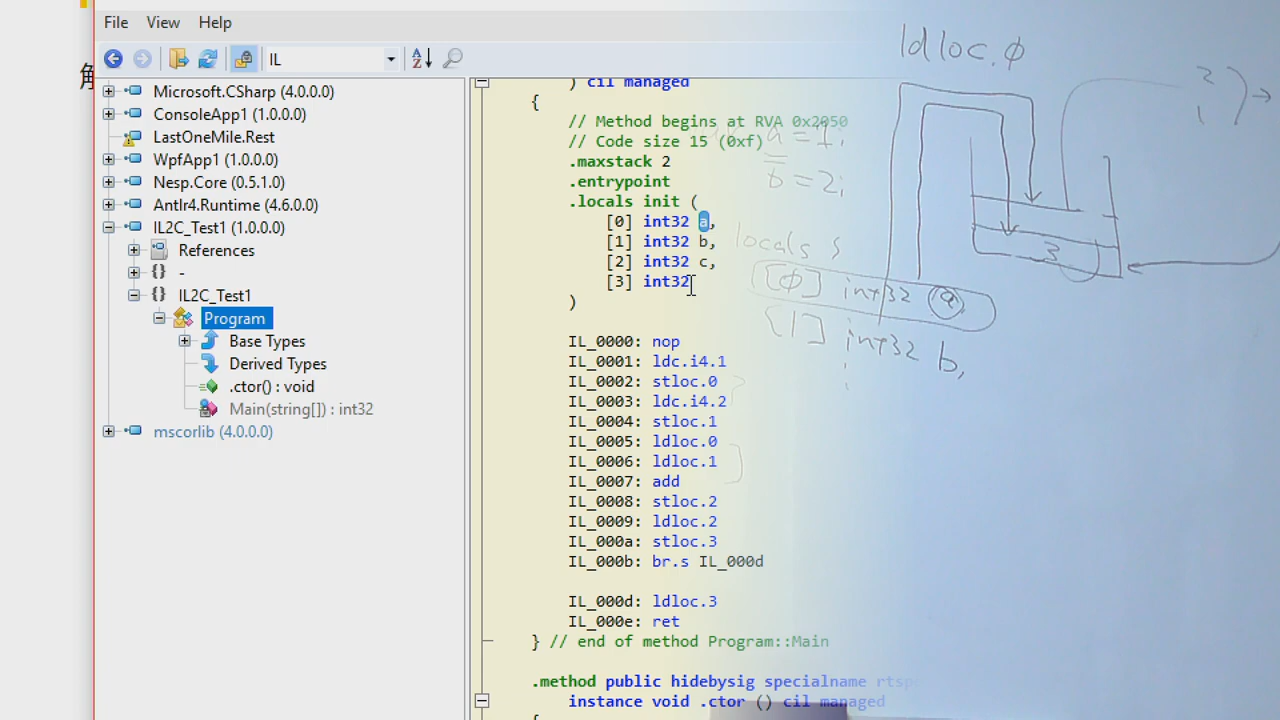 File View Help
IL
解
Microsoft.CSharp (4.0.0.0)
ConsoleApp1 (1.0.0.0)
LastOneMile.Rest
WpfApp1 (1.0.0.0)
Nesp.Core (0.5.1.0)
Antlr4.Runtime (4.6.0.0)
IL2C_Test1 (1.0.0.0)
References
{} -
{} IL2C_Test1
Program
Base Types
Derived Types
.ctor() : void
Main(string[]) : int32
mscorlib (4.0.0.0)
) cil managed
{
// Method begins at RVA 0x2050
// Code size 15 (0xf)
.maxstack 2
.entrypoint
.locals init (
[0] int32 a,
[1] int32 b,
[2] int32 c,
[3] int32
)
IL_0000: nop
IL_0001: ldc.i4.1
IL_0002: stloc.0
IL_0003: ldc.i4.2
IL_0004: stloc.1
IL_0005: ldloc.0
IL_0006: ldloc.1
IL_0007: add
IL_0008: stloc.2
IL_0009: ldloc.2
IL_000a: stloc.3
IL_000b: br.s IL_000d
IL_000d: ldloc.3
IL_000e: ret
} // end of method Program::Main
.method public hidebysig specialname
instance void .ctor () cil managed
{
ldloc.φ
a = 1;
b = 2;
locals
[φ] int32 a
[1] int32 b,
2
1
3